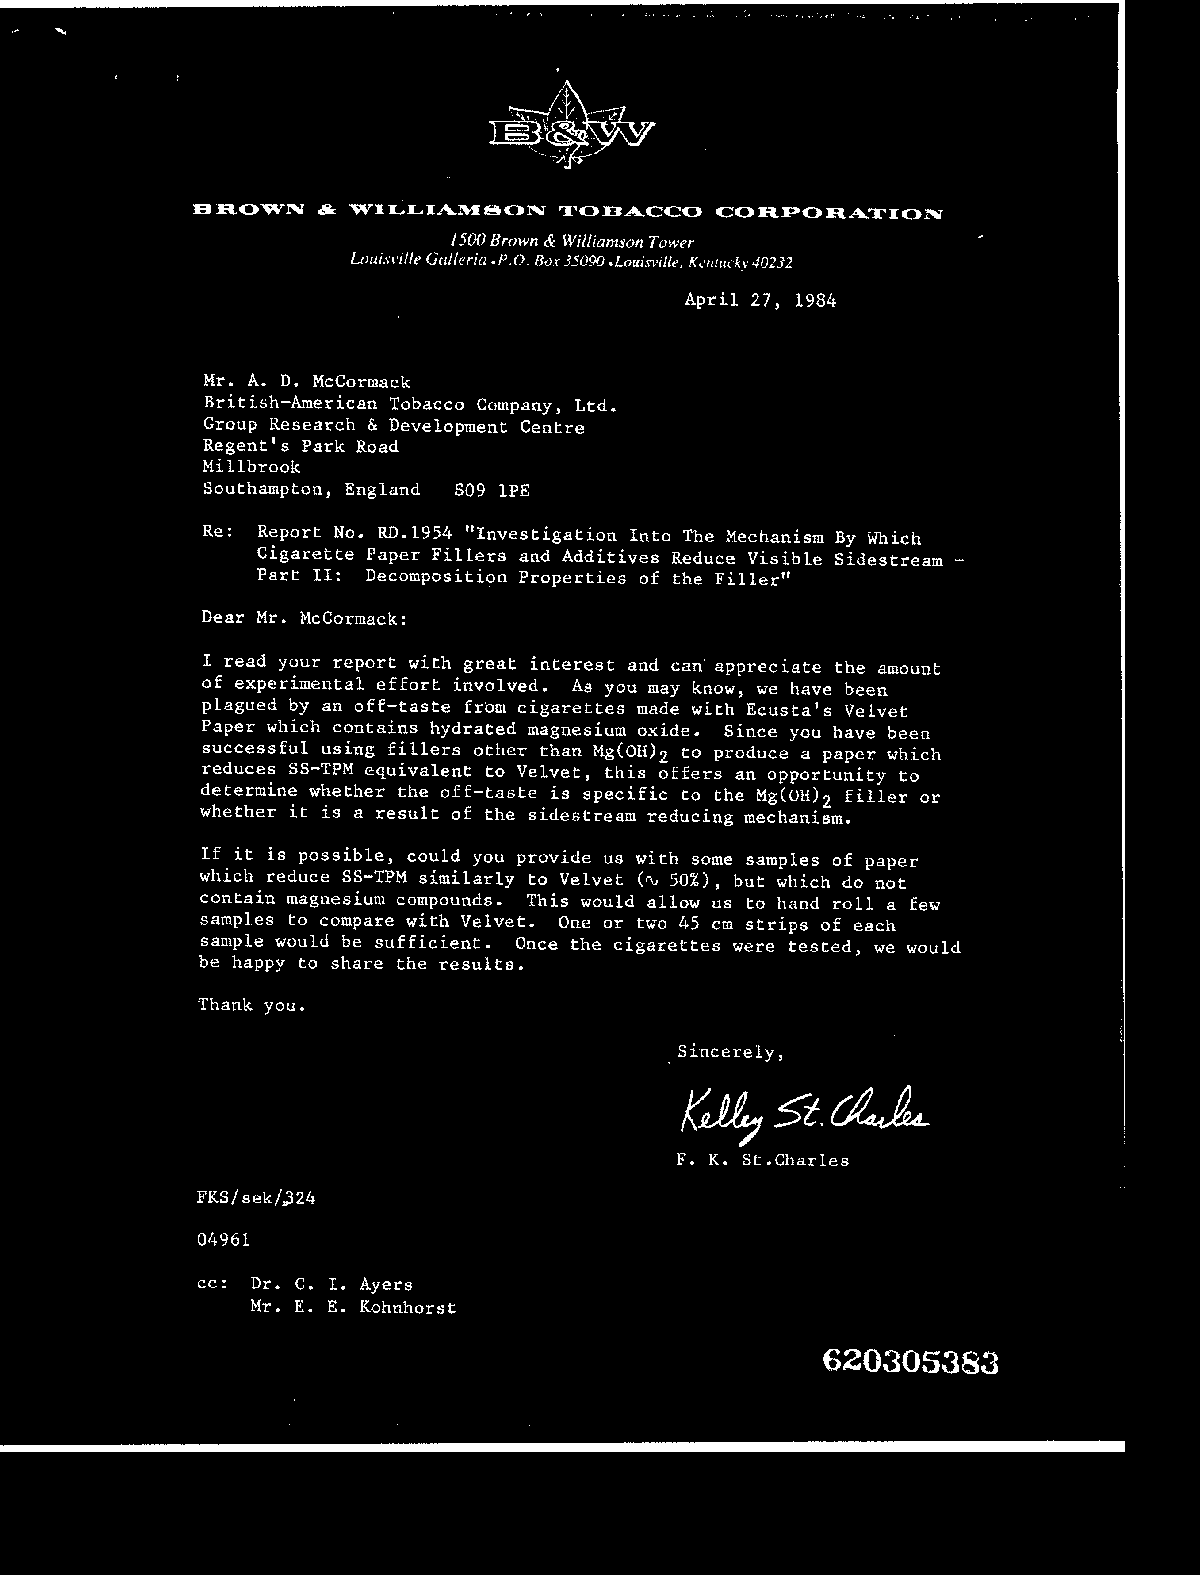 B&W
BROWN & WILLIAMSON TOBACCO CORPORATION
1500 Brown & Williamson Tower
Louisville Galleria • P.O. Box 35090 • Louisville, Kentucky 40232
April 27, 1984
Mr. A. D. McCormack
British-American Tobacco Company, Ltd.
Group Research & Development Centre
Regent's Park Road
Millbrook
Southampton, England S09 1PE
Re: Report No. RD.1954 "Investigation Into The Mechanism By Which
Cigarette Paper Fillers and Additives Reduce Visible Sidestream -
Part II: Decomposition Properties of the Filler"
Dear Mr. McCormack:
I read your report with great interest and can appreciate the amount
of experimental effort involved. As you may know, we have been
plagued by an off-taste from cigarettes made with Ecusta's Velvet
Paper which contains hydrated magnesium oxide. Since you have been
successful using fillers other than Mg(OH)2 to produce a paper which
reduces SS-TPM equivalent to Velvet, this offers an opportunity to
determine whether the off-taste is specific to the Mg(OH)2 filler or
whether it is a result of the sidestream reducing mechanism.
If it is possible, could you provide us with some samples of paper
which reduce SS-TPM similarly to Velvet (∿ 50%), but which do not
contain magnesium compounds. This would allow us to hand roll a few
samples to compare with Velvet. One or two 45 cm strips of each
sample would be sufficient. Once the cigarettes were tested, we would
be happy to share the results.
Thank you.
Sincerely,
Kelley St. Charles
F. K. St.Charles
FKS/sek/324
04961
cc: Dr. C. I. Ayers
Mr. E. E. Kohnhorst
620305383